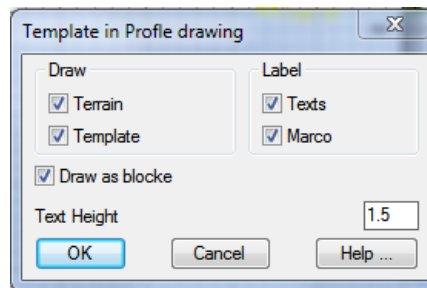 Template in Profle drawing
Draw
Label
Terrain
Texts
Template
Marco
Draw as blocke
Text Height
1.5
OK
Cancel
Help ...